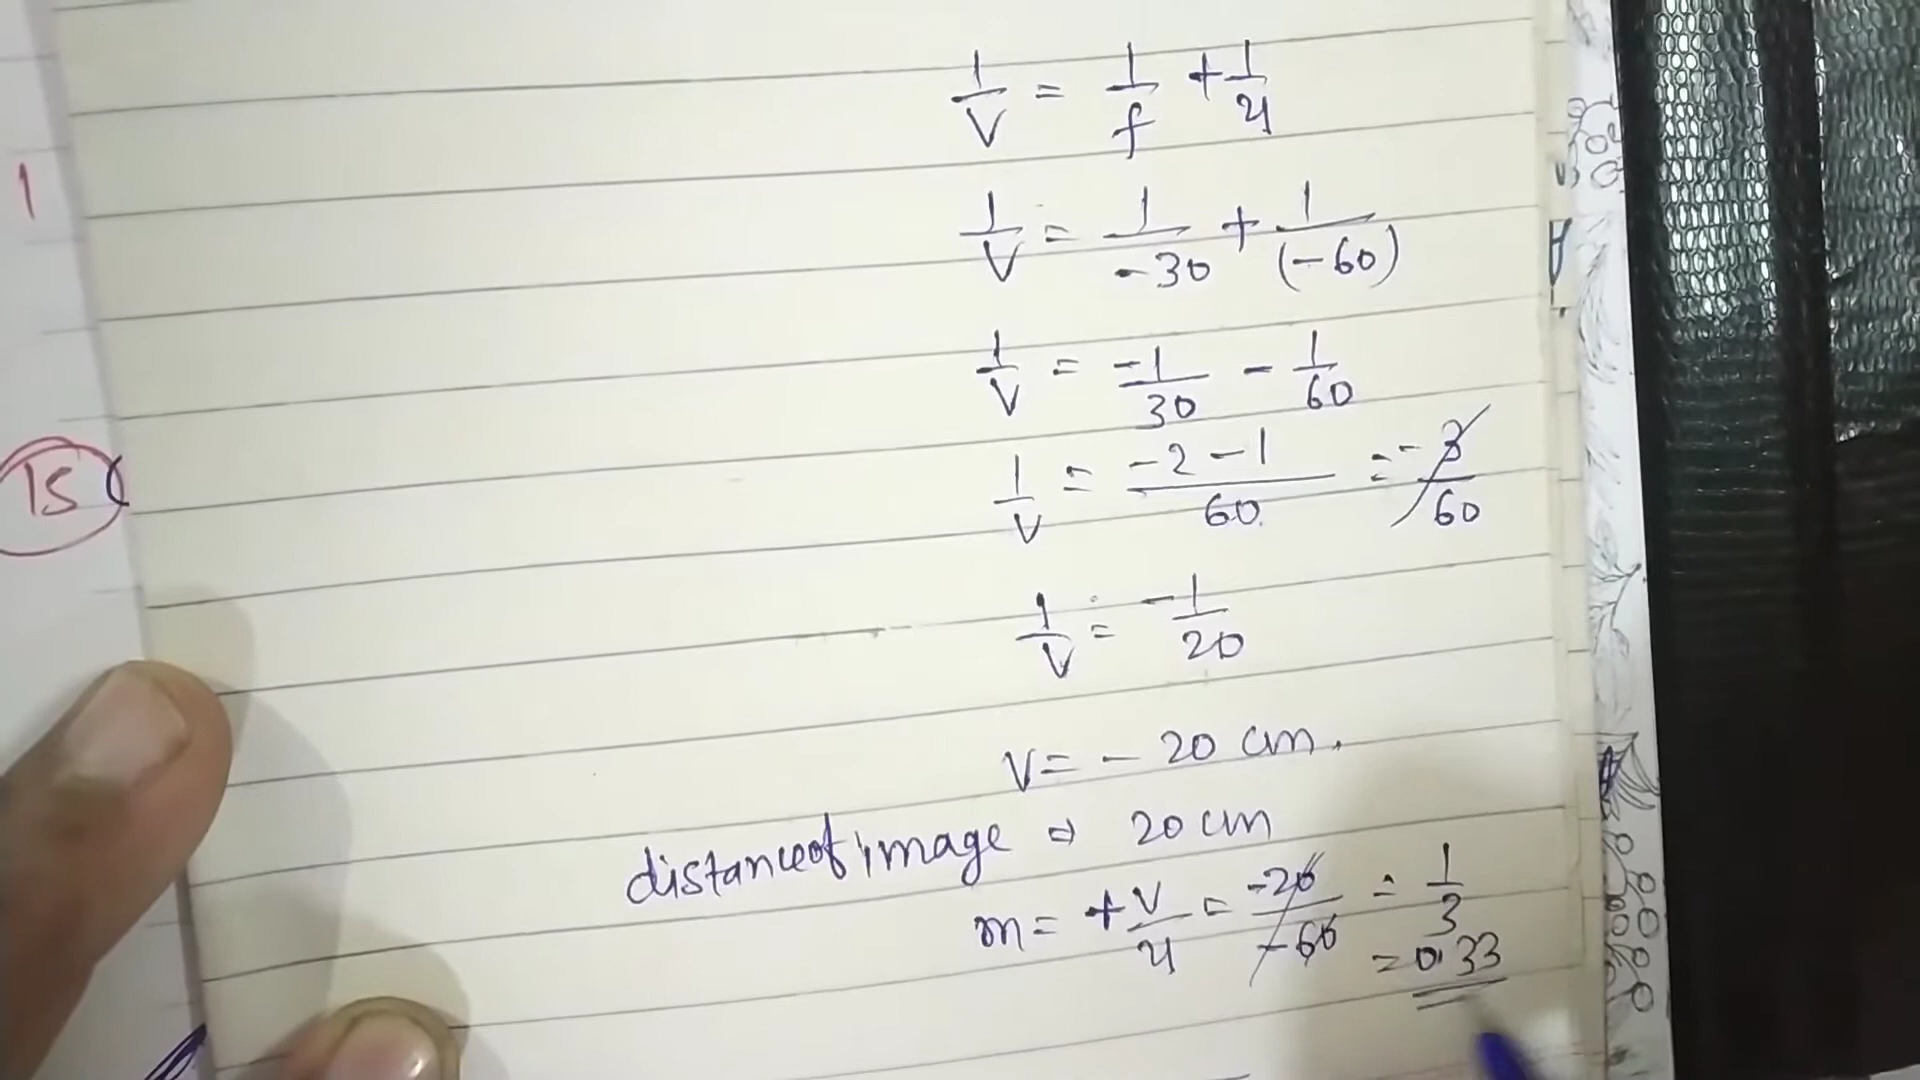 1/V = 1/f + 1/u
1
1/V = 1/-30 + 1/(-60)
1/V = -1/30 - 1/60
1/V = -2-1/60 = -3/60
15
1/V = -1/20
V = - 20 cm.
distance of image ⇒ 20 cm
m = +V/u = -20/-60 = 1/3
= 0.33